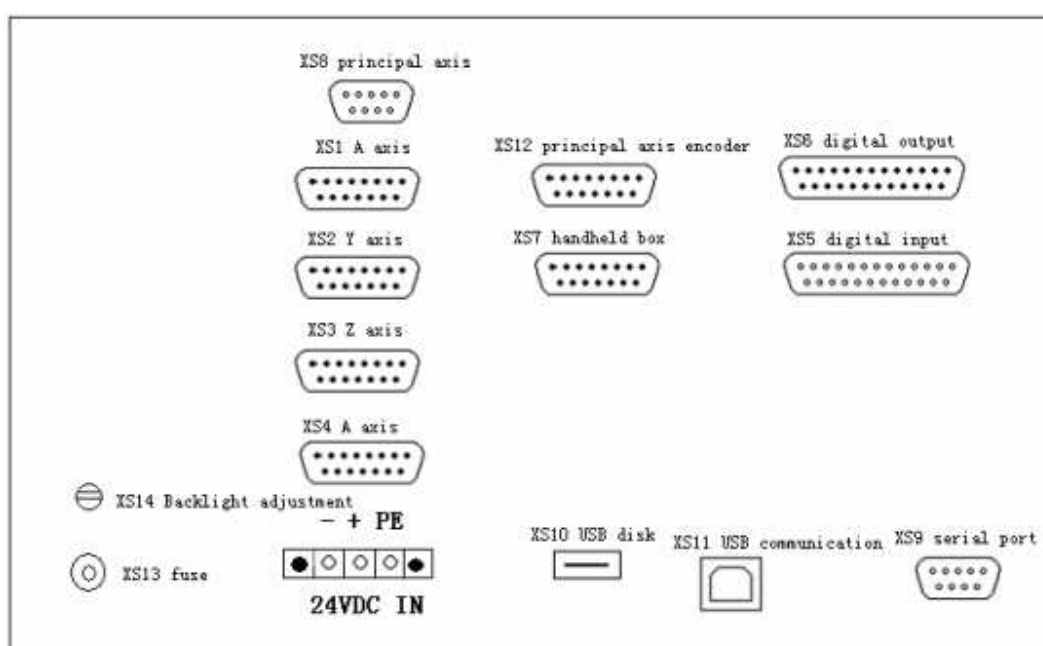 XS8 principal axis
XS1 A axis
XS12 principal axis encoder
XS6 digital output
XS2 Y axis
XS7 handheld box
XS5 digital input
XS3 Z axis
XS4 A axis
XS14 Backlight adjustment
- + PE
XS10 USB disk
XS11 USB communication
XS9 serial port
XS13 fuse
24VDC IN